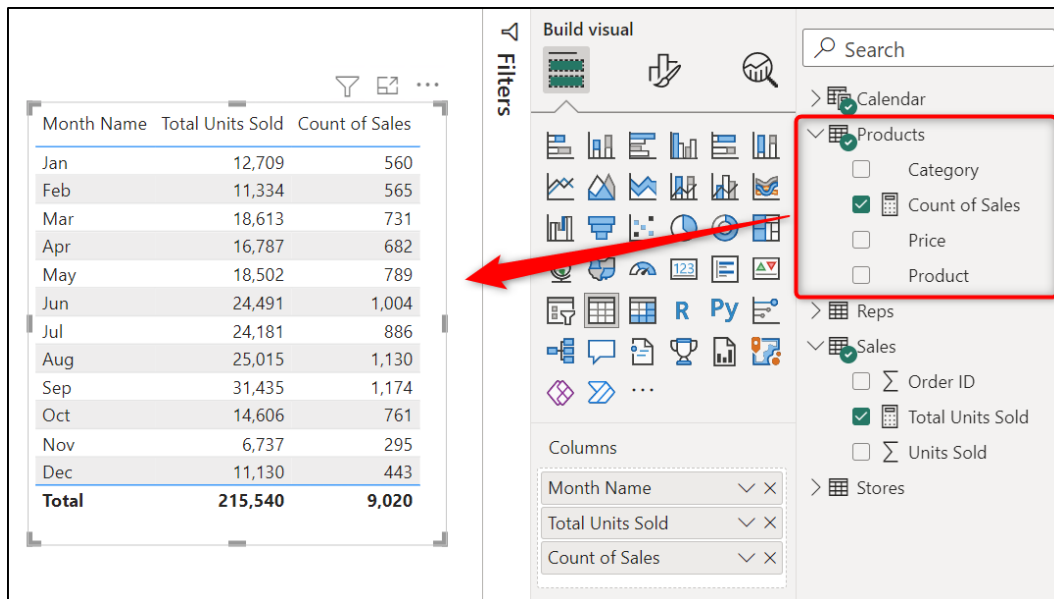 Month Name Total Units Sold Count of Sales
Jan 12,709 560
Feb 11,334 565
Mar 18,613 731
Apr 16,787 682
May 18,502 789
Jun 24,491 1,004
Jul 24,181 886
Aug 25,015 1,130
Sep 31,435 1,174
Oct 14,606 761
Nov 6,737 295
Dec 11,130 443
Total 215,540 9,020
Filters
Build visual
123
R Py
Columns
Month Name
Total Units Sold
Count of Sales
Search
Calendar
Products
Category
Count of Sales
Price
Product
Reps
Sales
Σ Order ID
Total Units Sold
Σ Units Sold
Stores